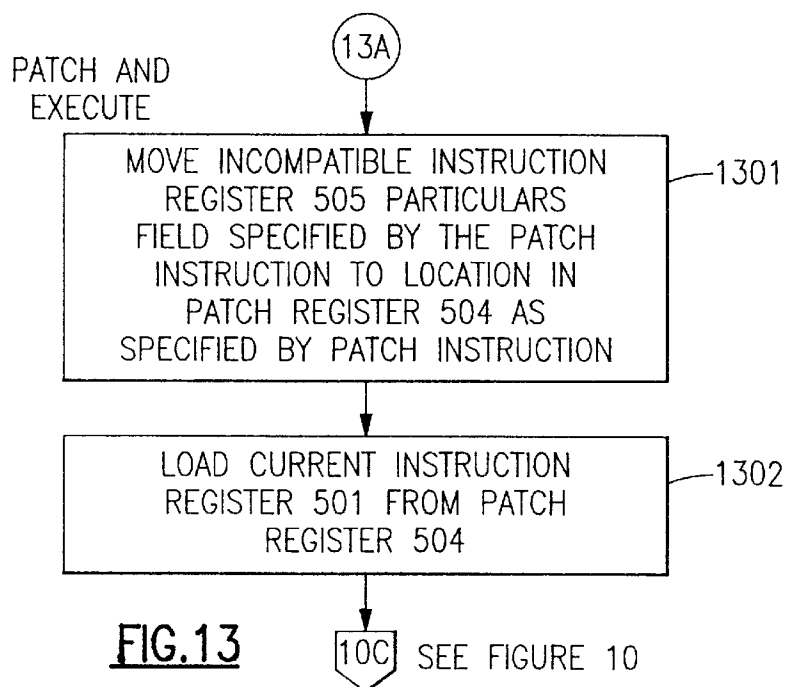 13A
PATCH AND
EXECUTE
MOVE INCOMPATIBLE INSTRUCTION
REGISTER 505 PARTICULARS
FIELD SPECIFIED BY THE PATCH
INSTRUCTION TO LOCATION IN
PATCH REGISTER 504 AS
SPECIFIED BY PATCH INSTRUCTION
1301
LOAD CURRENT INSTRUCTION
REGISTER 501 FROM PATCH
REGISTER 504
1302
FIG.13
10C
SEE FIGURE 10